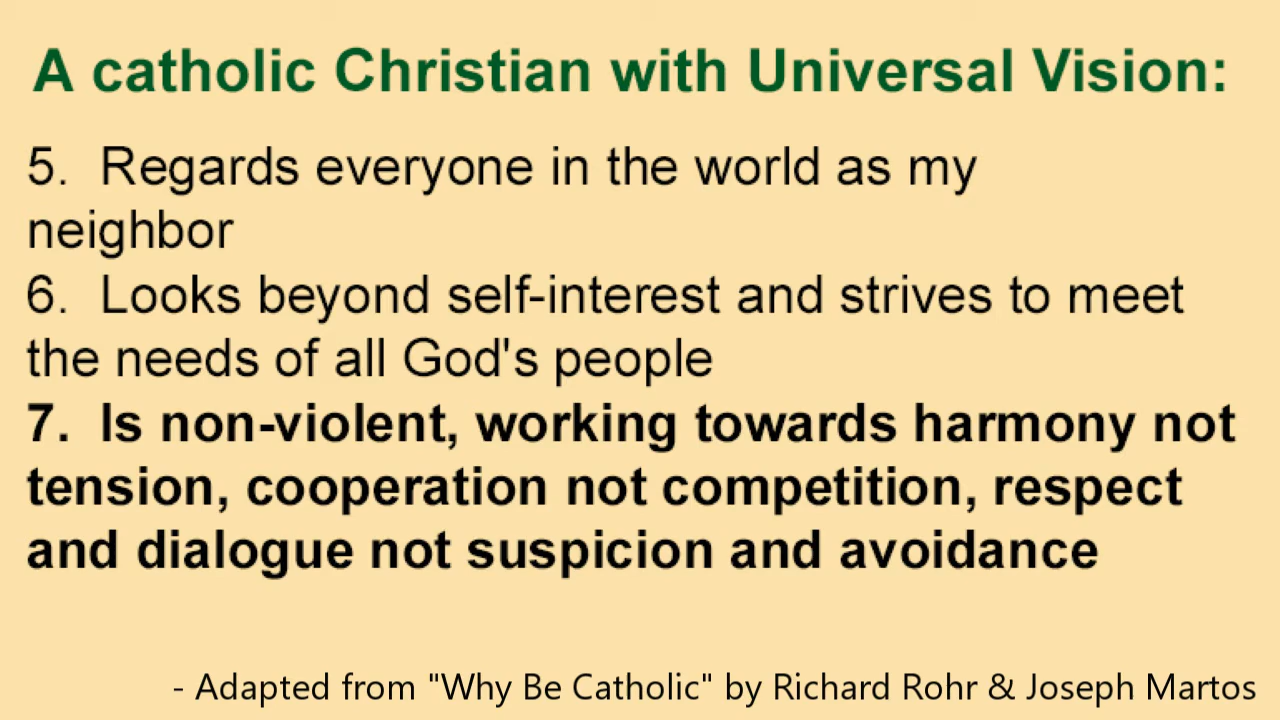 A catholic Christian with Universal Vision:
5. Regards everyone in the world as my
neighbor
6. Looks beyond self-interest and strives to meet
the needs of all God's people
7. Is non-violent, working towards harmony not
tension, cooperation not competition, respect
and dialogue not suspicion and avoidance
- Adapted from "Why Be Catholic" by Richard Rohr & Joseph Martos